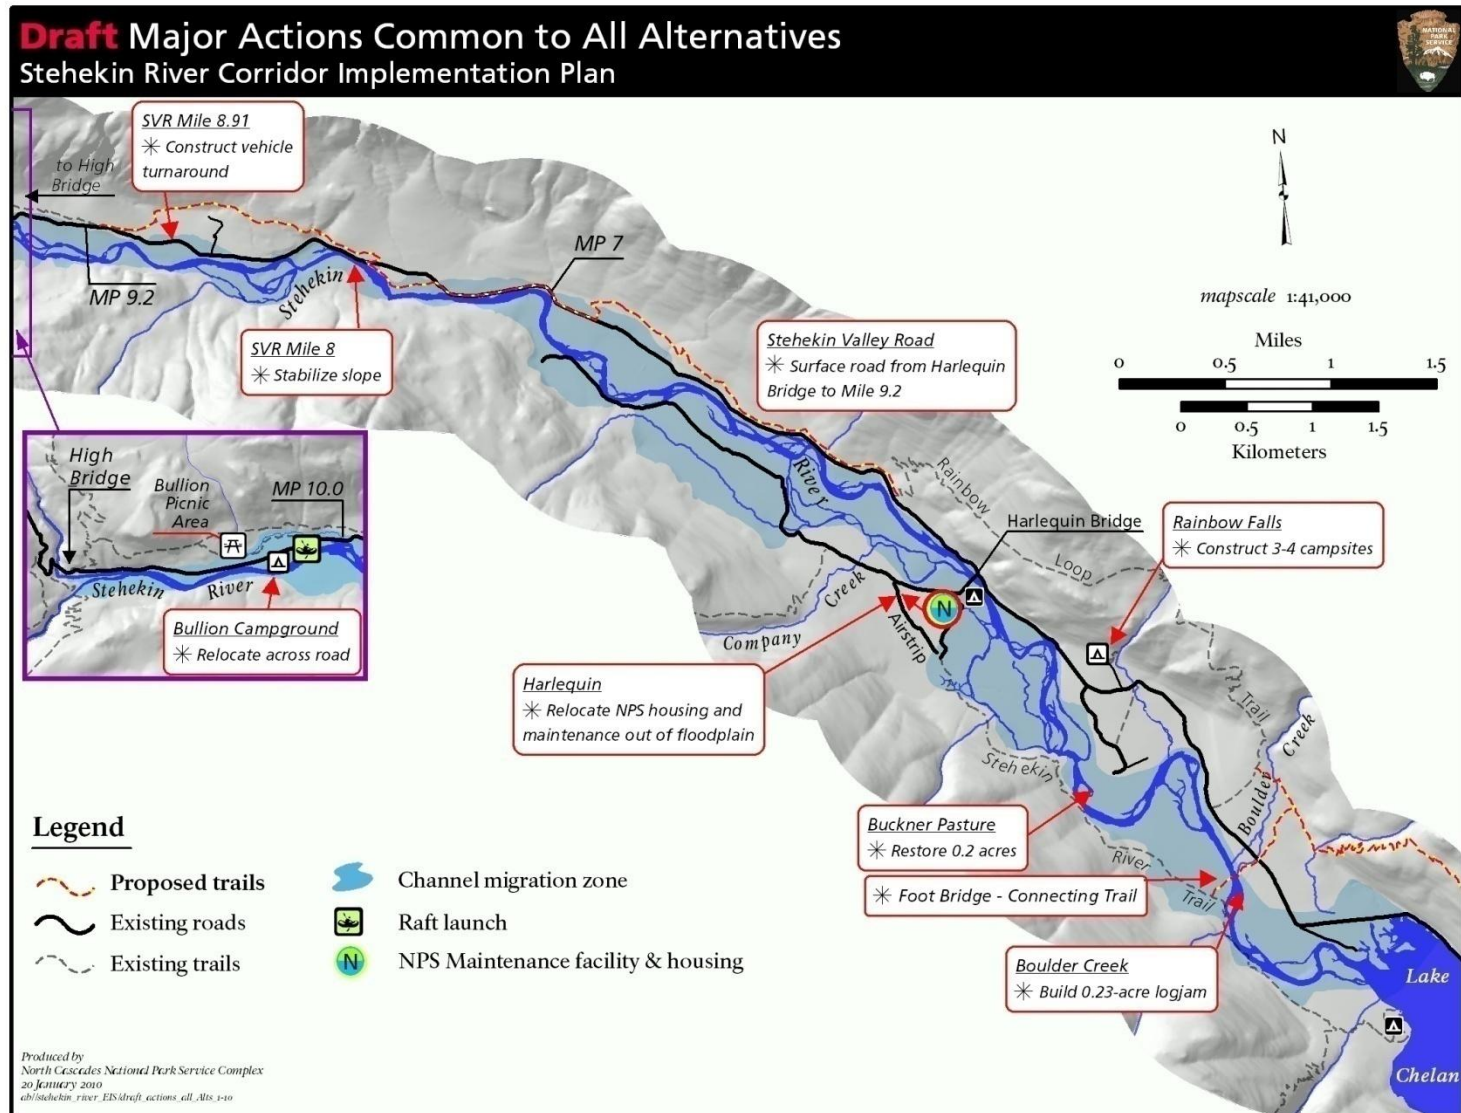 Draft Major Actions Common to All Alternatives
Stehekin River Corridor Implementation Plan
NATIONAL
PARK
SERVICE
SVR Mile 8.91
✳ Construct vehicle
turnaround
to High
Bridge
MP 9.2
Stehekin
MP 7
SVR Mile 8
✳ Stabilize slope
Stehekin Valley Road
✳ Surface road from Harlequin
Bridge to Mile 9.2
N
mapscale 1:41,000
Miles
0 0.5 1 1.5
0 0.5 1 1.5
Kilometers
High
Bridge
Bullion
Picnic
Area
MP 10.0
Stehekin River
Bullion Campground
✳ Relocate across road
River
Rainbow
Loop
Trail
Harlequin Bridge
Rainbow Falls
✳ Construct 3-4 campsites
Company Creek
Airstrip
N
Harlequin
✳ Relocate NPS housing and
maintenance out of floodplain
Stehekin
River
Trail
Boulder Creek
Buckner Pasture
✳ Restore 0.2 acres
✳ Foot Bridge - Connecting Trail
Boulder Creek
✳ Build 0.23-acre logjam
Lake
Chelan
Legend
Proposed trails
Existing roads
Existing trails
Channel migration zone
Raft launch
N NPS Maintenance facility & housing
Produced by
North Cascades National Park Service Complex
20 January 2010
ab//stehekin_river_EIS/draft_actions_all_Alts_1-10